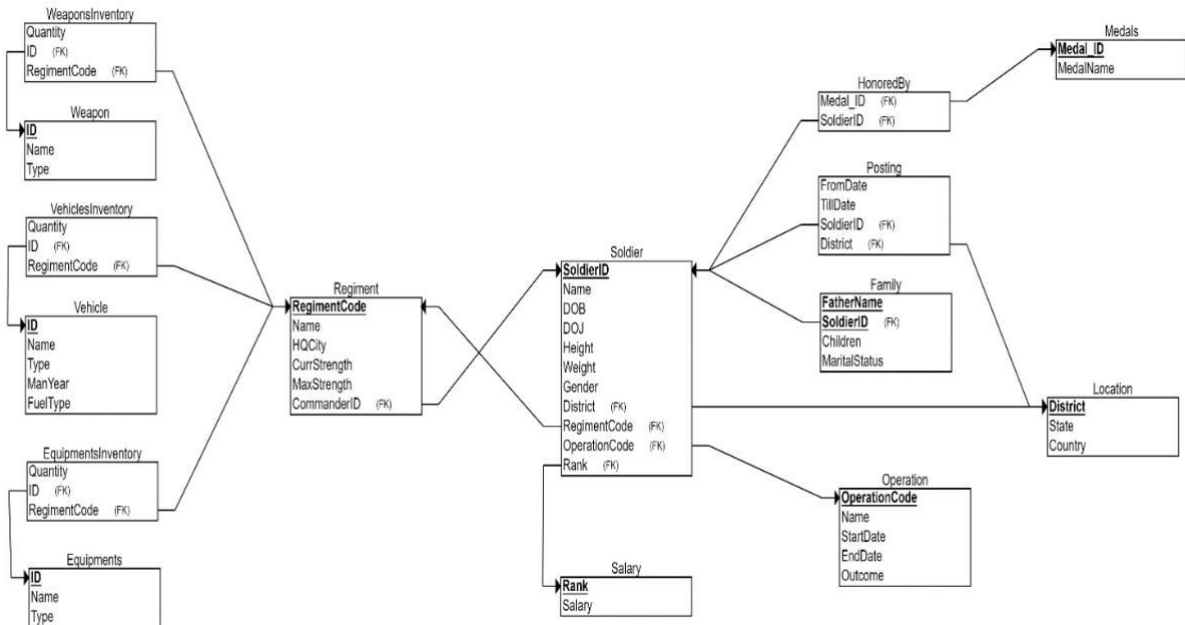 WeaponsInventory
Quantity
ID (FK)
RegimentCode (FK)
Weapon
ID
Name
Type
VehiclesInventory
Quantity
ID (FK)
RegimentCode (FK)
Vehicle
ID
Name
Type
ManYear
FuelType
EquipmentsInventory
Quantity
ID (FK)
RegimentCode (FK)
Equipments
ID
Name
Type
Regiment
RegimentCode
Name
HQCity
CurrStrength
MaxStrength
CommanderID (FK)
Soldier
SoldierID
Name
DOB
DOJ
Height
Weight
Gender
District (FK)
RegimentCode (FK)
OperationCode (FK)
Rank (FK)
Salary
Rank
Salary
HonoredBy
Medal_ID (FK)
SoldierID (FK)
Posting
FromDate
TillDate
SoldierID (FK)
District (FK)
Family
FatherName
SoldierID (FK)
Children
MaritalStatus
Operation
OperationCode
Name
StartDate
EndDate
Outcome
Medals
Medal_ID
MedalName
Location
District
State
Country